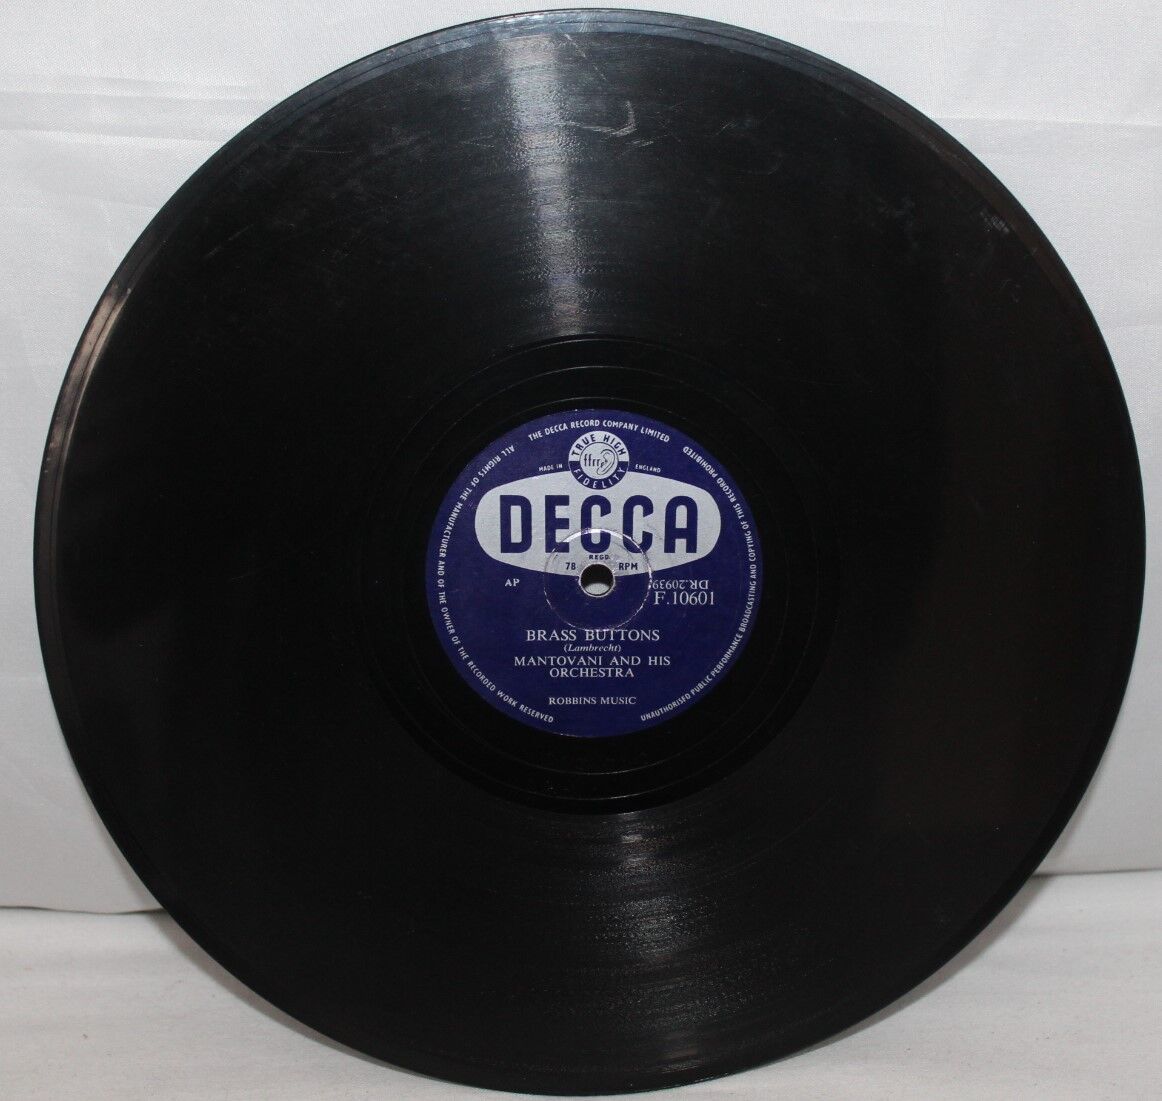 THE DECCA RECORD COMPANY LIMITED
TRUE HIGH
ffrr
FIDELITY
MADE IN ENGLAND
DECCA
REGD
78 RPM
AP
DR.20939
F.10601
BRASS BUTTONS
(Lambrecht)
MANTOVANI AND HIS
ORCHESTRA
ROBBINS MUSIC
ALL RIGHTS OF THE MANUFACTURER AND OF THE OWNER OF THE RECORDED WORK RESERVED
UNAUTHORISED PUBLIC PERFORMANCE BROADCASTING AND COPYING OF THIS RECORD PROHIBITED